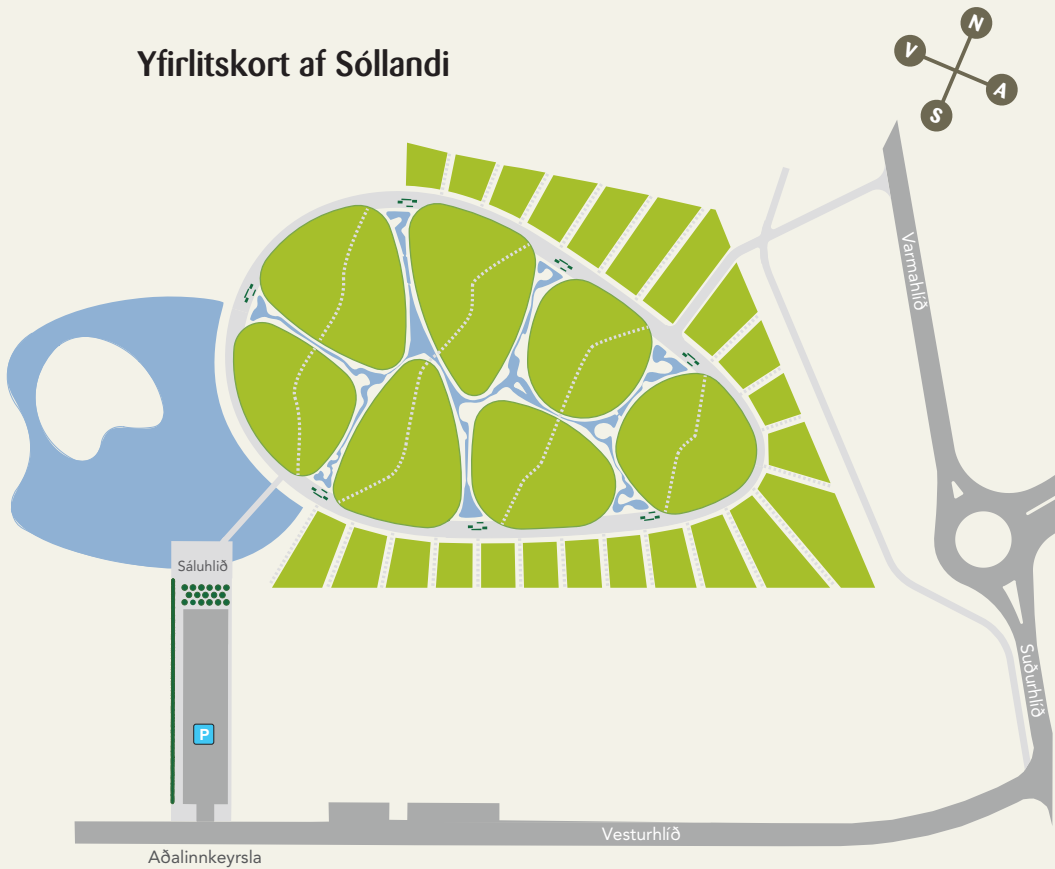 Yfirlitskort af Sóllandi
N
V
A
S
Varmahlíð
Sáluhlið
Suðurhlíð
P
Vesturhlíð
Aðalinnkeyrsla